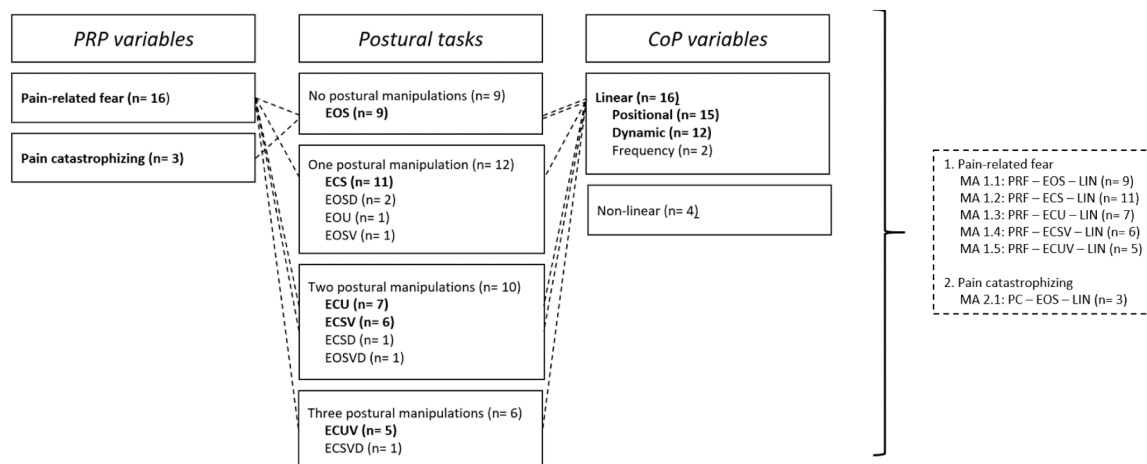 PRP variables
Pain-related fear (n= 16)
Pain catastrophizing (n= 3)
Postural tasks
No postural manipulations (n= 9)
EOS (n= 9)
One postural manipulation (n= 12)
ECS (n= 11)
EOSD (n= 2)
EOU (n= 1)
EOSV (n= 1)
Two postural manipulations (n= 10)
ECU (n= 7)
ECSV (n= 6)
ECSD (n= 1)
EOSVD (n= 1)
Three postural manipulations (n= 6)
ECUV (n= 5)
ECSVD (n= 1)
CoP variables
Linear (n= 16)
Positional (n= 15)
Dynamic (n= 12)
Frequency (n= 2)
Non-linear (n= 4)
1. Pain-related fear
MA 1.1: PRF – EOS – LIN (n= 9)
MA 1.2: PRF – ECS – LIN (n= 11)
MA 1.3: PRF – ECU – LIN (n= 7)
MA 1.4: PRF – ECSV – LIN (n= 6)
MA 1.5: PRF – ECUV – LIN (n= 5)
2. Pain catastrophizing
MA 2.1: PC – EOS – LIN (n= 3)